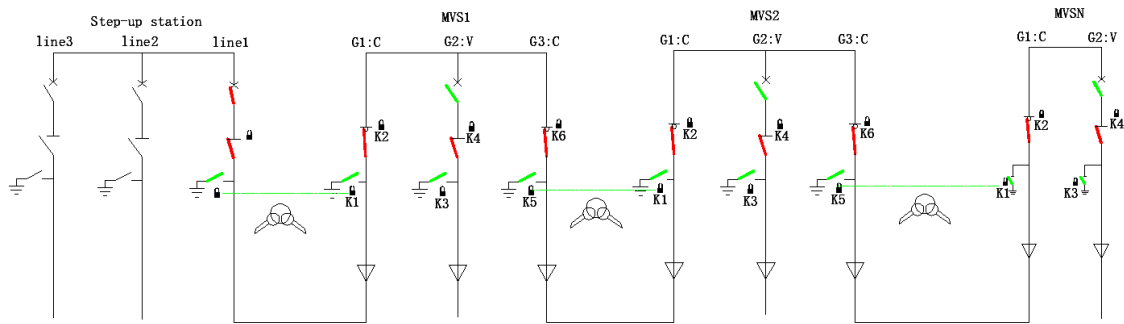 Step-up station
MVS1
MVS2
MVSN
line3
line2
line1
G1:C
G2:V
G3:C
G1:C
G2:V
G3:C
G1:C
G2:V
K2
K4
K6
K2
K4
K6
K2
K4
K1
K3
K5
K1
K3
K5
K1
K3